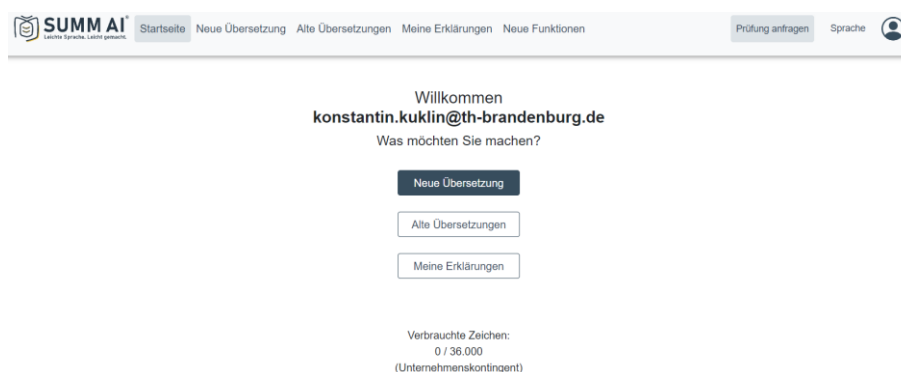 SUMM AI®
Leichte Sprache. Leicht gemacht.
Startseite Neue Übersetzung Alte Übersetzungen Meine Erklärungen Neue Funktionen Prüfung anfragen Sprache
Willkommen
konstantin.kuklin@th-brandenburg.de
Was möchten Sie machen?
Neue Übersetzung
Alte Übersetzungen
Meine Erklärungen
Verbrauchte Zeichen:
0 / 36.000
(Unternehmenskontingent)